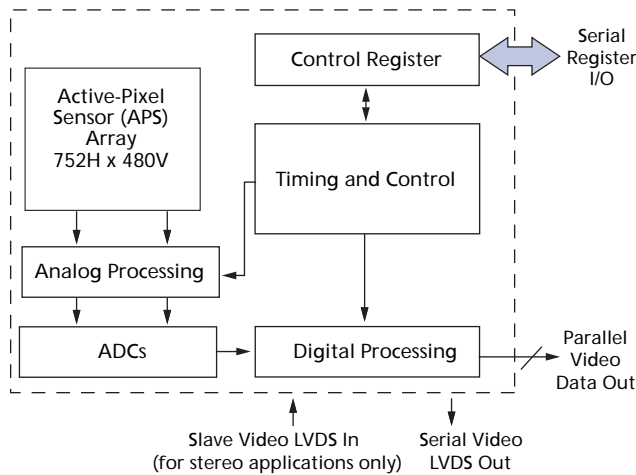 Control Register
Serial
Register
I/O
Active-Pixel
Sensor (APS)
Array
752H x 480V
Timing and Control
Analog Processing
ADCs
Digital Processing
Parallel
Video
Data Out
Slave Video LVDS In
(for stereo applications only)
Serial Video
LVDS Out